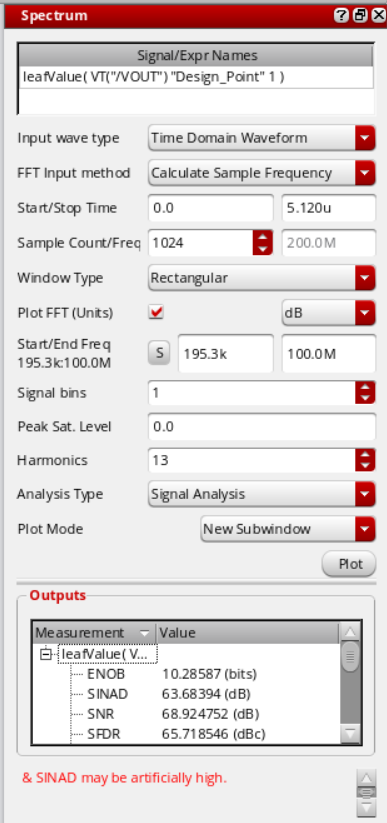 Spectrum
Signal/Expr Names
leafValue( VT("/VOUT") "Design_Point" 1 )
Input wave type Time Domain Waveform
FFT Input method Calculate Sample Frequency
Start/Stop Time 0.0 5.120u
Sample Count/Freq 1024 200.0M
Window Type Rectangular
Plot FFT (Units) dB
Start/End Freq
195.3k:100.0M S 195.3k 100.0M
Signal bins 1
Peak Sat. Level 0.0
Harmonics 13
Analysis Type Signal Analysis
Plot Mode New Subwindow
Plot
Outputs
Measurement Value
leafValue( V...
ENOB 10.28587 (bits)
SINAD 63.68394 (dB)
SNR 68.924752 (dB)
SFDR 65.718546 (dBc)
& SINAD may be artificially high.